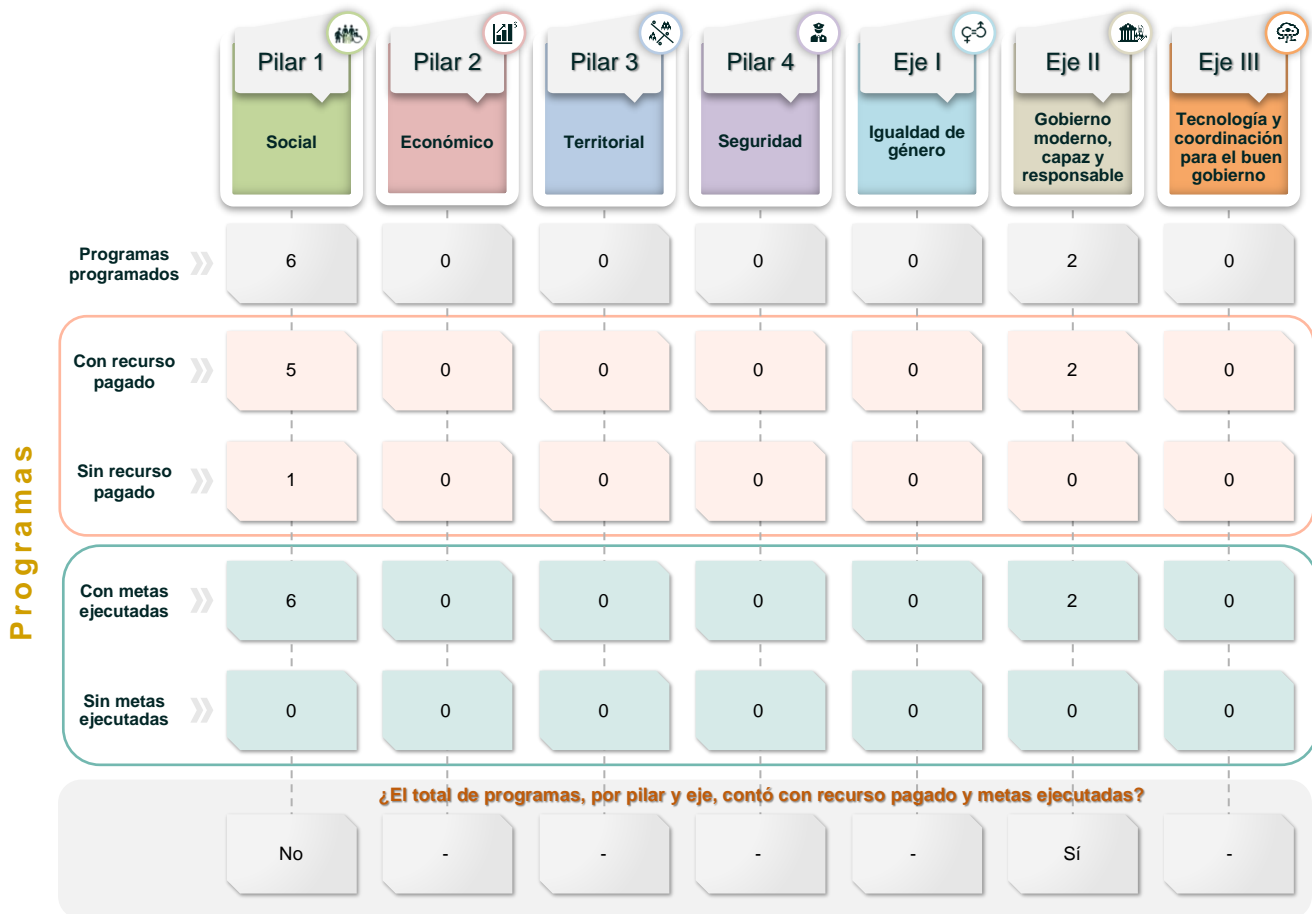 Pilar 1
Pilar 2
Pilar 3
Pilar 4
Eje I
Eje II
Eje III
Social
Económico
Territorial
Seguridad
Igualdad de
género
Gobierno
moderno,
capaz y
responsable
Tecnología y
coordinación
para el buen
gobierno
Programas
Programas
programados
6 0 0 0 0 2 0
Con recurso
pagado
5 0 0 0 0 2 0
Sin recurso
pagado
1 0 0 0 0 0 0
Con metas
ejecutadas
6 0 0 0 0 2 0
Sin metas
ejecutadas
0 0 0 0 0 0 0
¿El total de programas, por pilar y eje, contó con recurso pagado y metas ejecutadas?
No - - - - Sí -